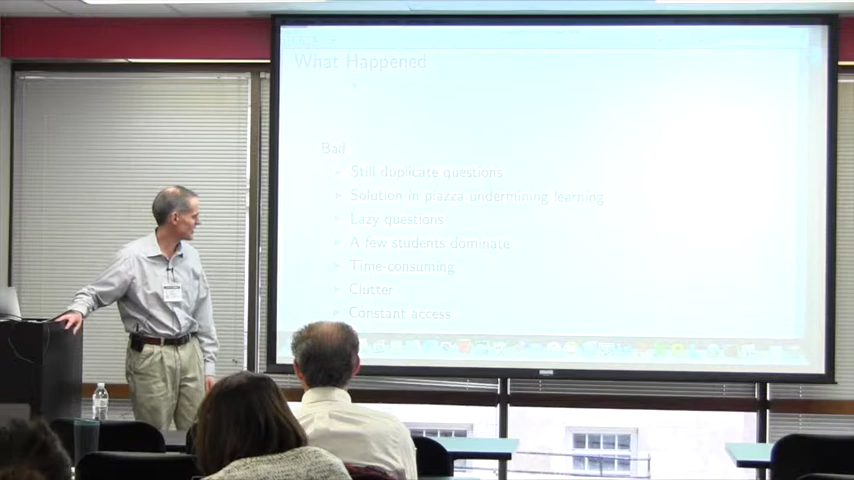 What Happened
Bad
Still duplicate questions
Solution in piazza undermining learning
Lazy questions
A few students dominate
Time-consuming
Clutter
Constant access